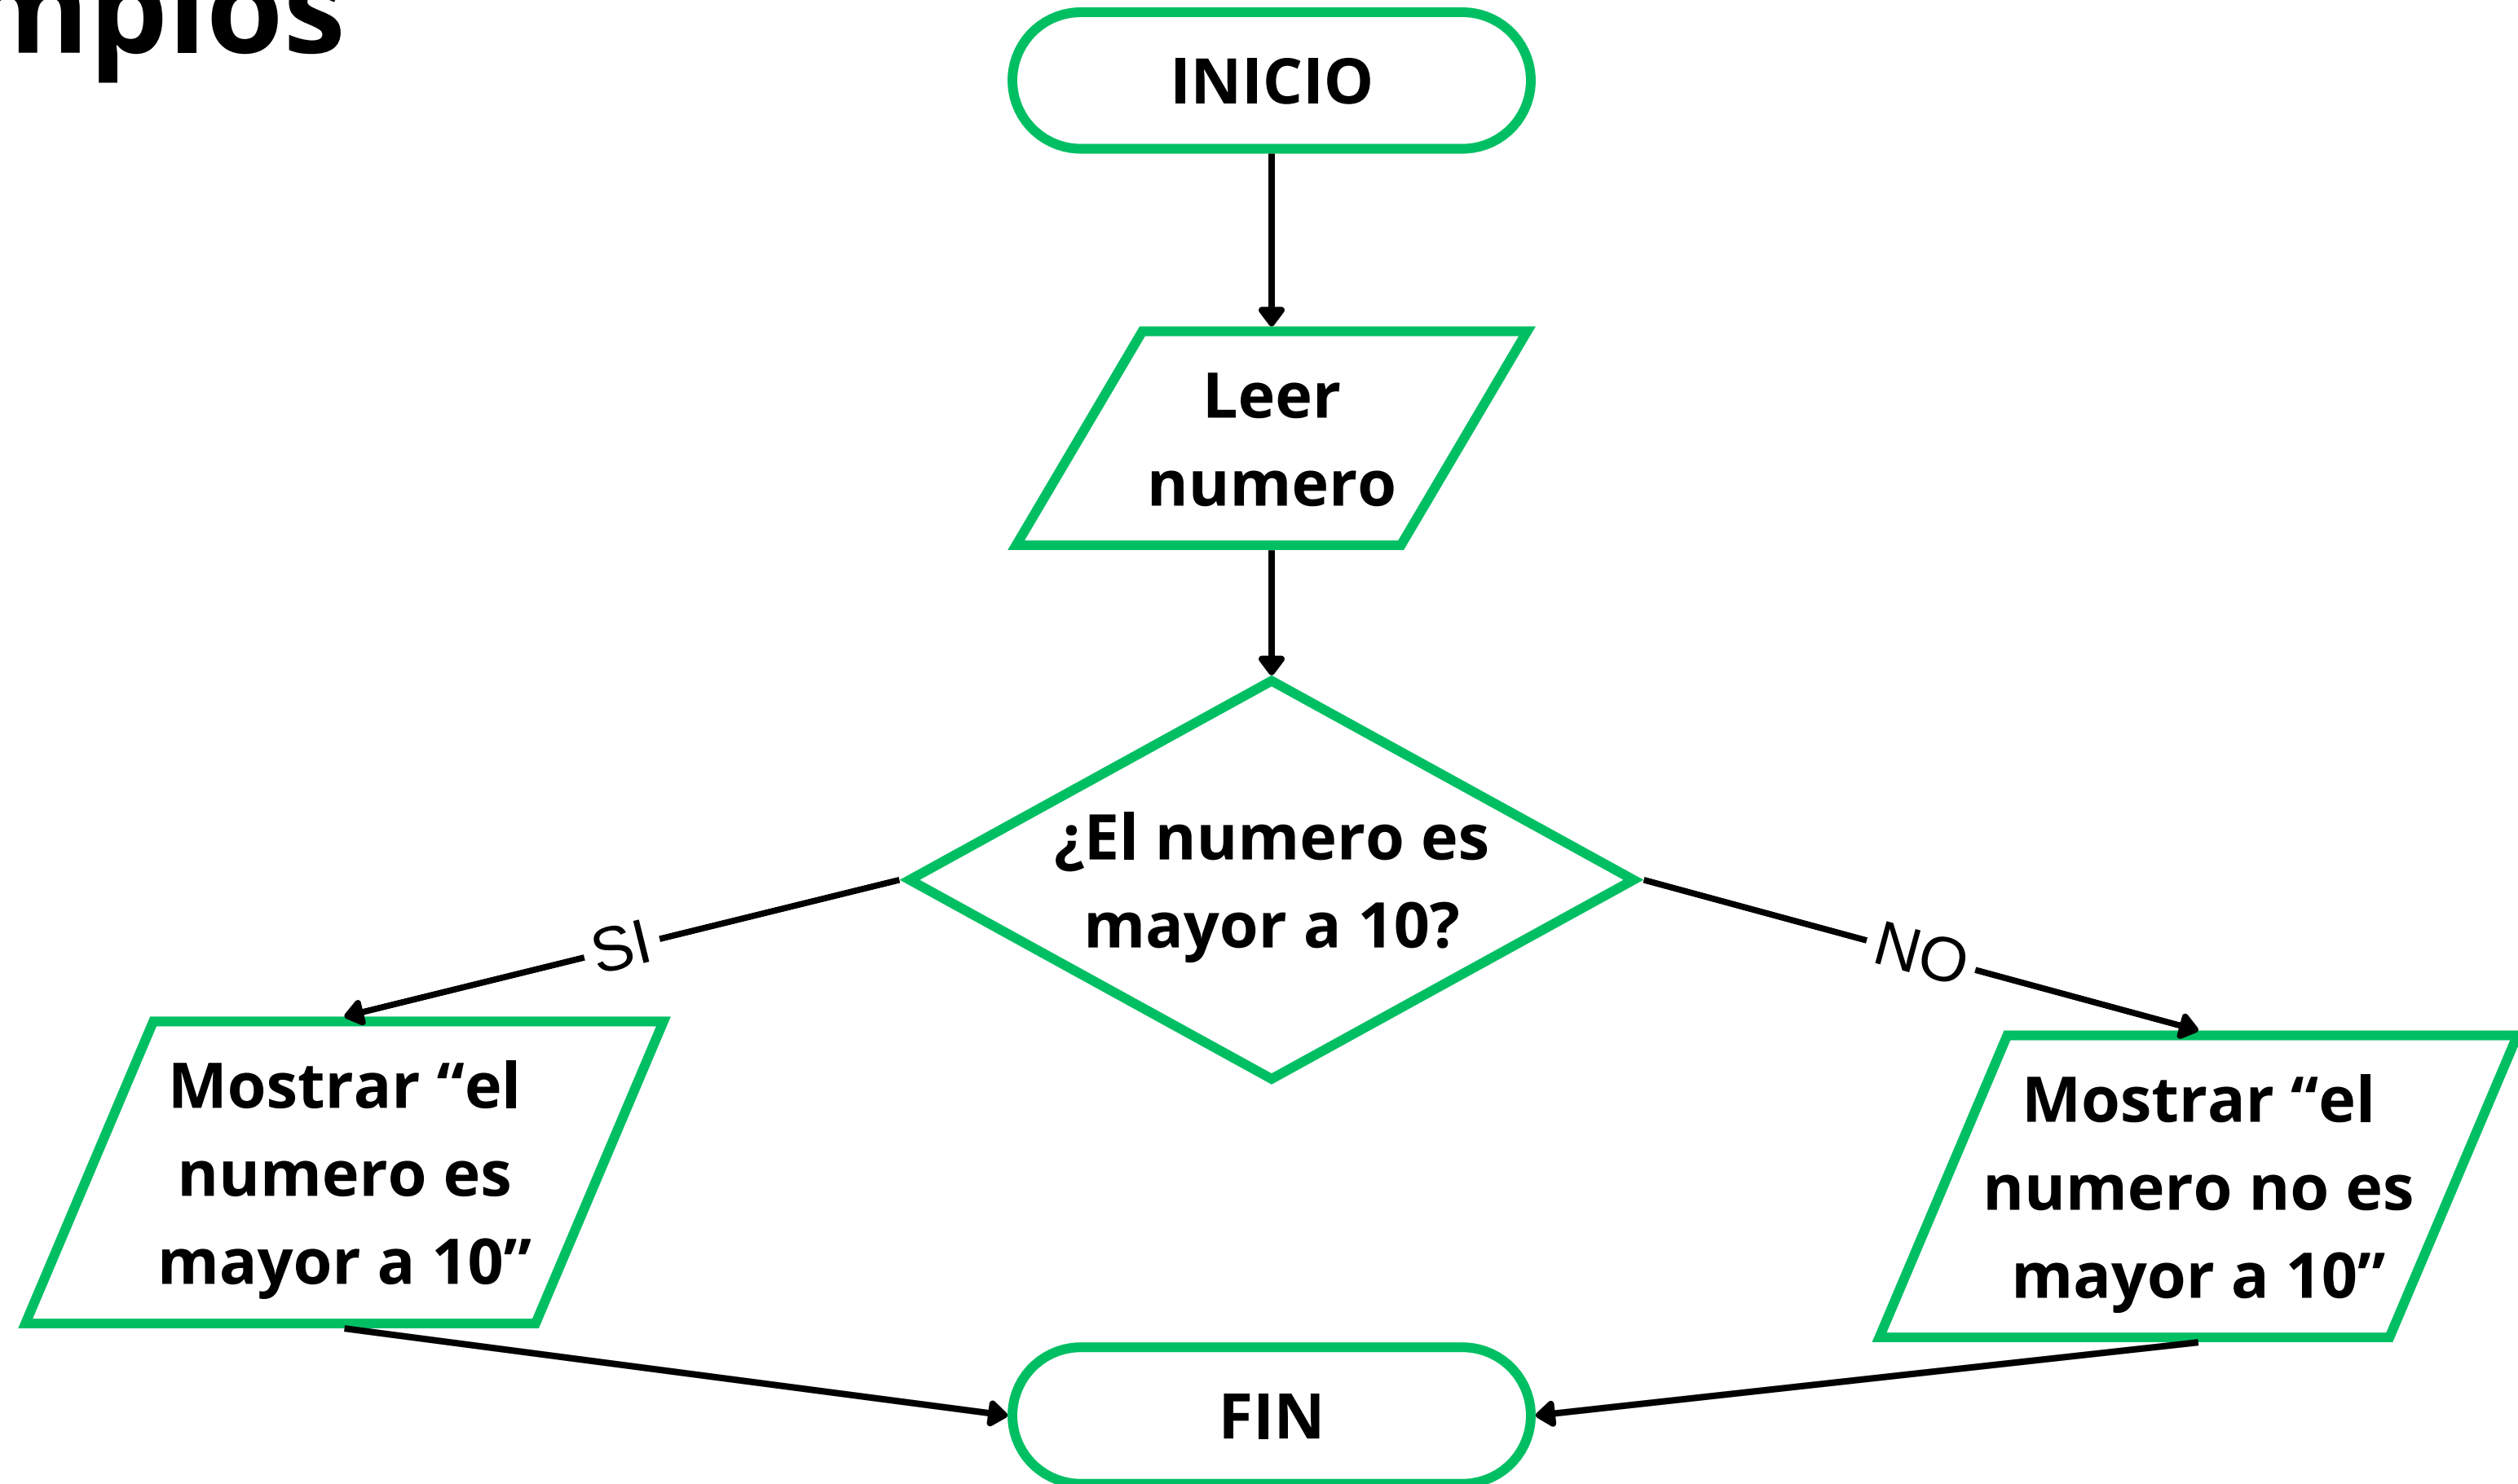 INICIO
Leer
numero
¿El numero es
mayor a 10?
SI
NO
Mostrar “el
numero es
mayor a 10”
Mostrar “el
numero no es
mayor a 10”
FIN